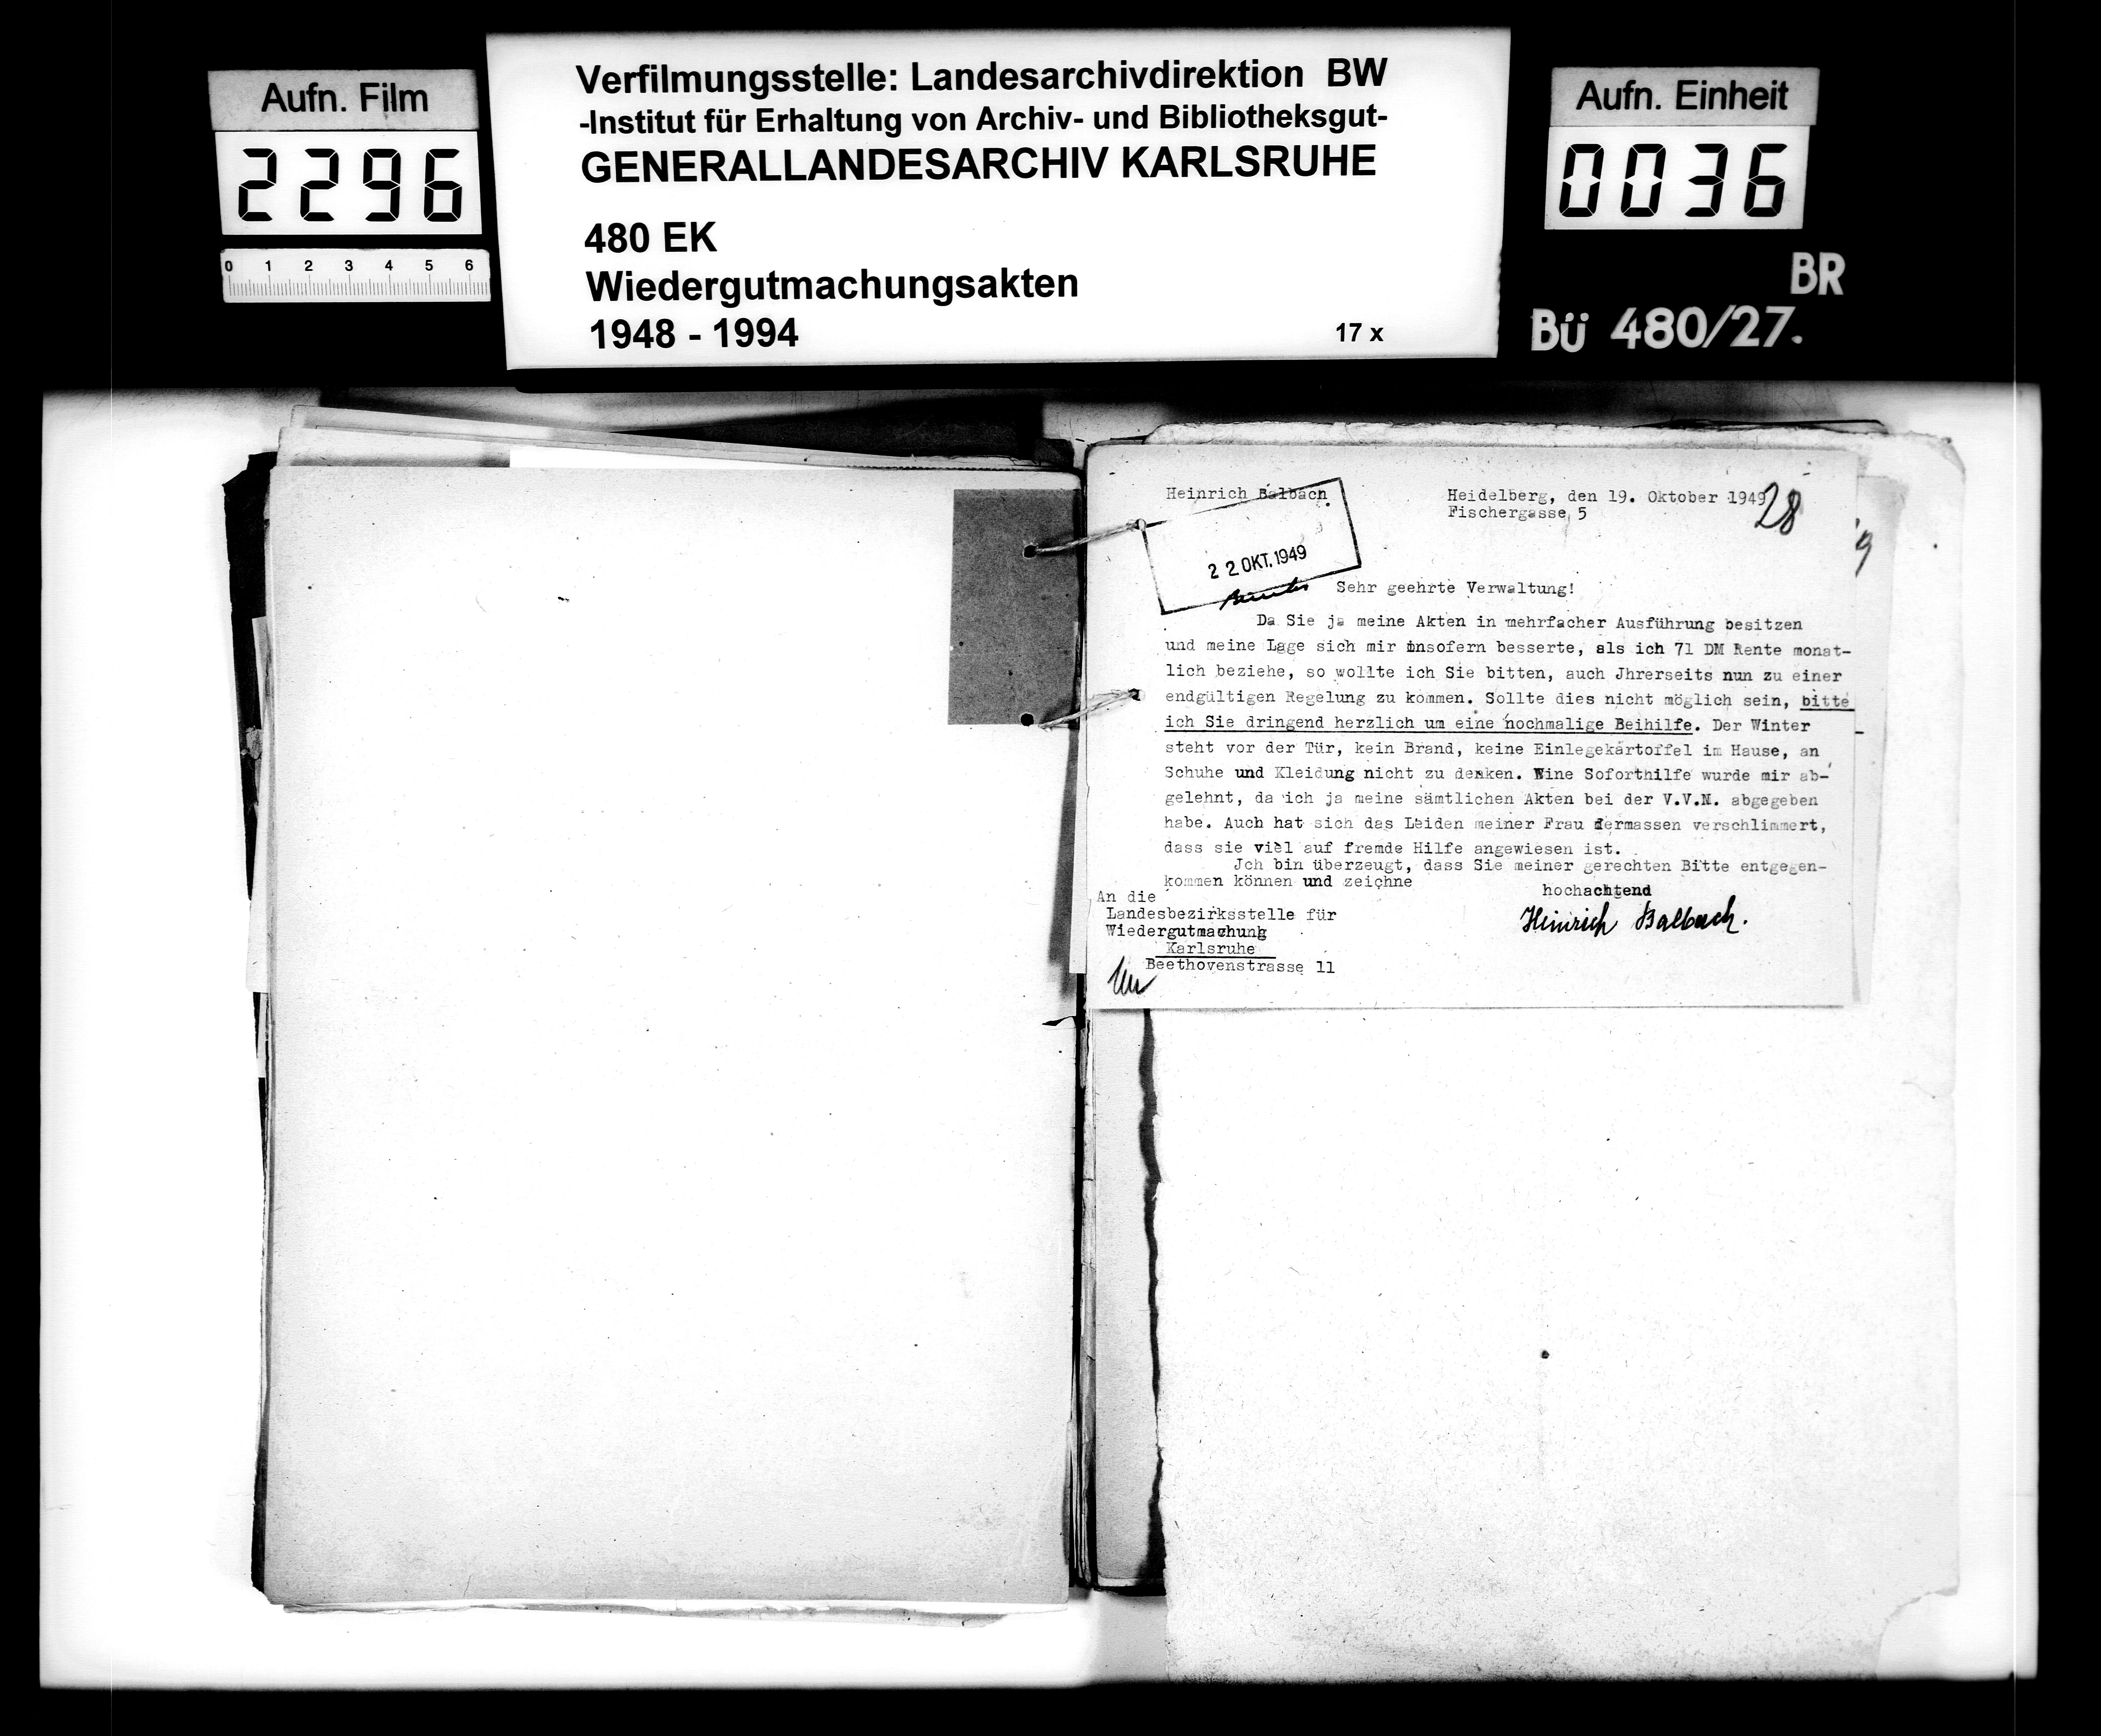 Aufn. Film
2296
0 1 2 3 4 5 6
Verfilmungsstelle: Landesarchivdirektion BW
-Institut für Erhaltung von Archiv- und Bibliotheksgut-
GENERALLANDESARCHIV KARLSRUHE
480 EK
Wiedergutmachungsakten
1948 - 1994
17 x
Aufn. Einheit
0036
BR
Bü 480/27.
Heinrich Balbach
Heidelberg, den 19. Oktober 1949
Fischergasse 5
28
9
22. OKT. 1949
Sehr geehrte Verwaltung!
Da Sie ja meine Akten in mehrfacher Ausführung besitzen
und meine Lage sich mir insofern besserte, als ich 71 DM Rente monat-
lich beziehe, so wollte ich Sie bitten, auch Jhrerseits nun zu einer
endgültigen Regelung zu kommen. Sollte dies nicht möglich sein, bitte
ich Sie dringend herzlich um eine nochmalige Beihilfe. Der Winter
steht vor der Tür, kein Brand, keine Einlegekartoffel im Hause, an
Schuhe und Kleidung nicht zu denken. Eine Soforthilfe wurde mir ab-
gelehnt, da ich ja meine sämtlichen Akten bei der V.V.N. abgegeben
habe. Auch hat sich das Leiden meiner Frau dermassen verschlimmert,
dass sie viel auf fremde Hilfe angewiesen ist.
Jch bin überzeugt, dass Sie meiner gerechten Bitte entgegen-
kommen können und zeichne
hochachtend
Heinrich Balbach.
An die
Landesbezirksstelle für
Wiedergutmachung
Karlsruhe
Beethovenstrasse 11